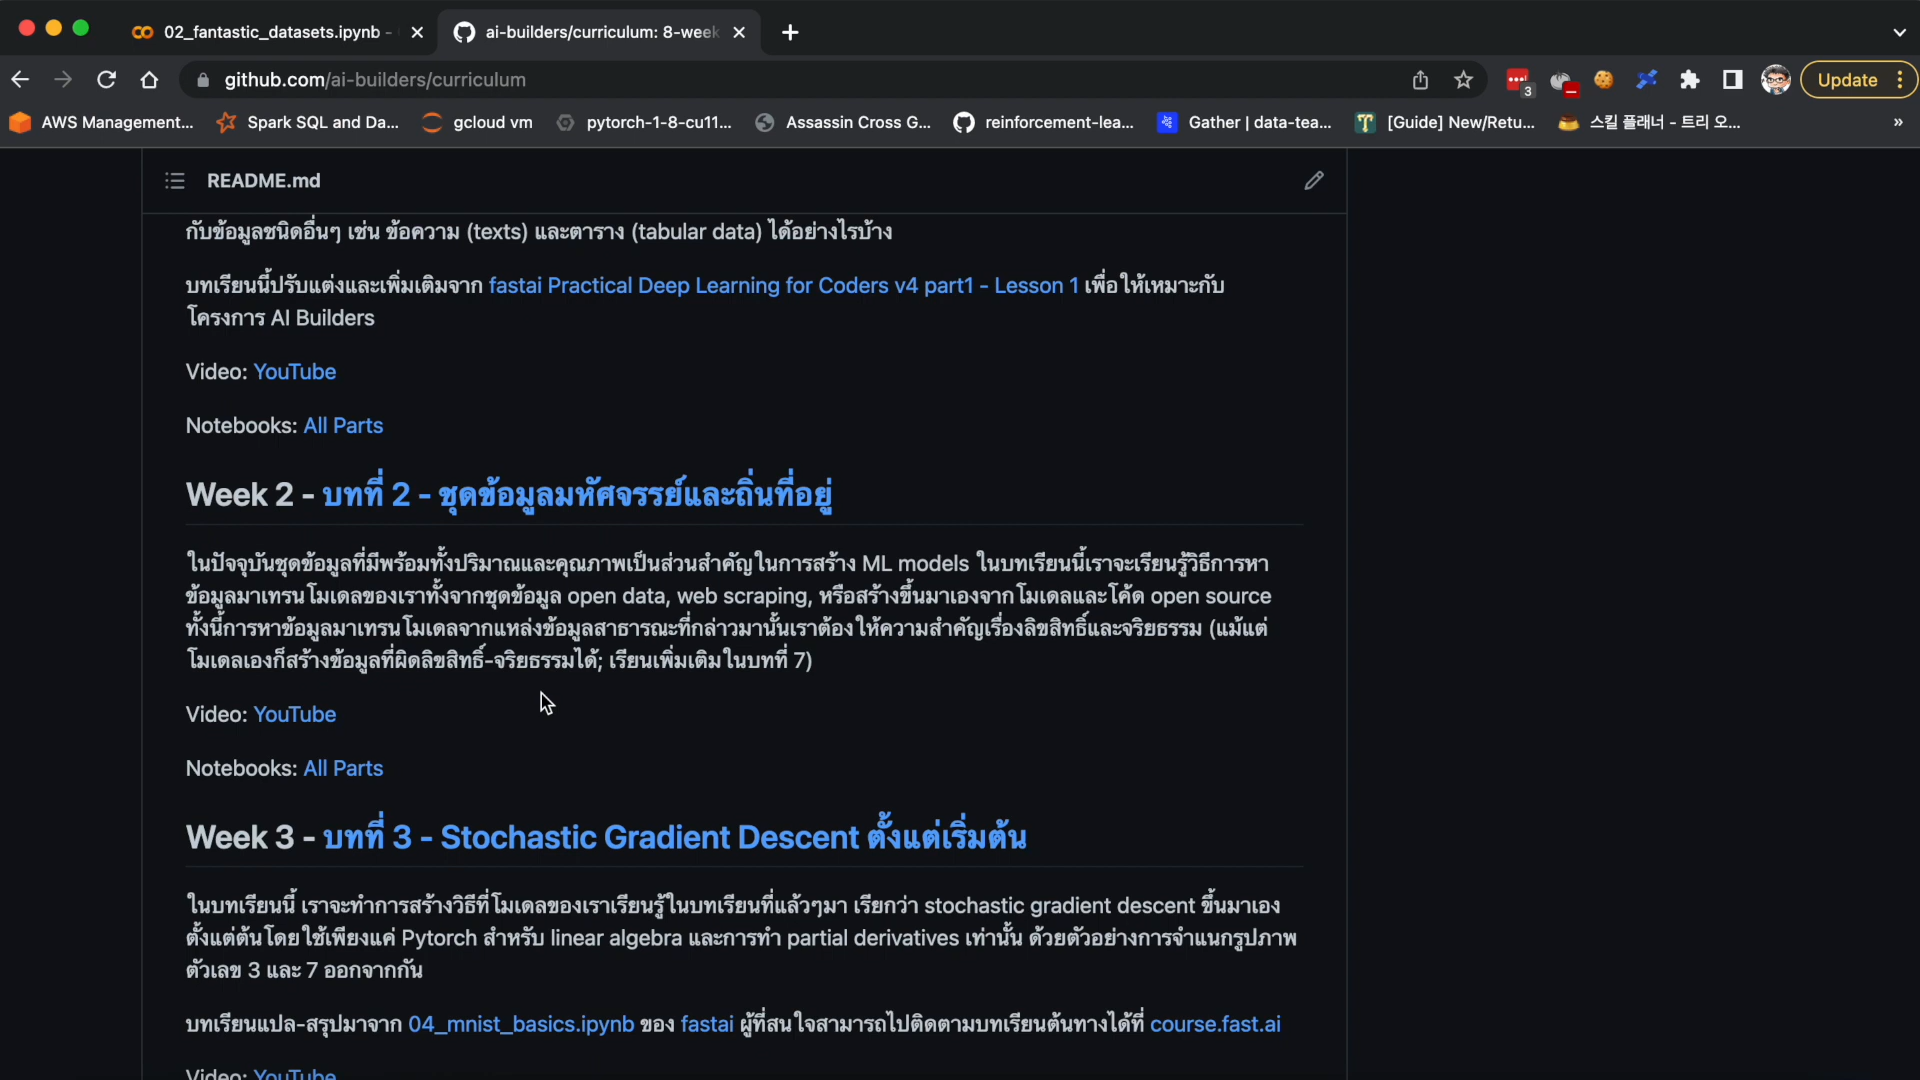 02_fantastic_datasets.ipynb -
ai-builders/curriculum: 8-week
github.com/ai-builders/curriculum
3
Update
AWS Management...
Spark SQL and Da...
gcloud vm
pytorch-1-8-cu11...
Assassin Cross G...
reinforcement-lea...
Gather | data-tea...
[Guide] New/Retu...
스킬 플래너 - 트리 오...
»
README.md
กับข้อมูลชนิดอื่นๆ เช่น ข้อความ (texts) และตาราง (tabular data) ได้อย่างไรบ้าง
บทเรียนนี้ปรับแต่งและเพิ่มเติมจาก fastai Practical Deep Learning for Coders v4 part1 - Lesson 1 เพื่อให้เหมาะกับ
โครงการ AI Builders
Video: YouTube
Notebooks: All Parts
Week 2 - บทที่ 2 - ชุดข้อมูลมหัศจรรย์และถิ่นที่อยู่
ในปัจจุบันชุดข้อมูลที่มีพร้อมทั้งปริมาณและคุณภาพเป็นส่วนสำคัญในการสร้าง ML models ในบทเรียนนี้เราจะเรียนรู้วิธีการหา
ข้อมูลมาเทรนโมเดลของเราทั้งจากชุดข้อมูล open data, web scraping, หรือสร้างขึ้นมาเองจากโมเดลและโค้ด open source
ทั้งนี้การหาข้อมูลมาเทรนโมเดลจากแหล่งข้อมูลสาธารณะที่กล่าวมานั้นเราต้องให้ความสำคัญเรื่องลิขสิทธิ์และจริยธรรม (แม้แต่
โมเดลเองก็สร้างข้อมูลที่ผิดลิขสิทธิ์-จริยธรรมได้; เรียนเพิ่มเติมในบทที่ 7)
Video: YouTube
Notebooks: All Parts
Week 3 - บทที่ 3 - Stochastic Gradient Descent ตั้งแต่เริ่มต้น
ในบทเรียนนี้ เราจะทำการสร้างวิธีที่โมเดลของเราเรียนรู้ในบทเรียนที่แล้วๆมา เรียกว่า stochastic gradient descent ขึ้นมาเอง
ตั้งแต่ต้นโดยใช้เพียงแค่ Pytorch สำหรับ linear algebra และการทำ partial derivatives เท่านั้น ด้วยตัวอย่างการจำแนกรูปภาพ
ตัวเลข 3 และ 7 ออกจากกัน
บทเรียนแปล-สรุปมาจาก 04_mnist_basics.ipynb ของ fastai ผู้ที่สนใจสามารถไปติดตามบทเรียนต้นทางได้ที่ course.fast.ai
Video: YouTube